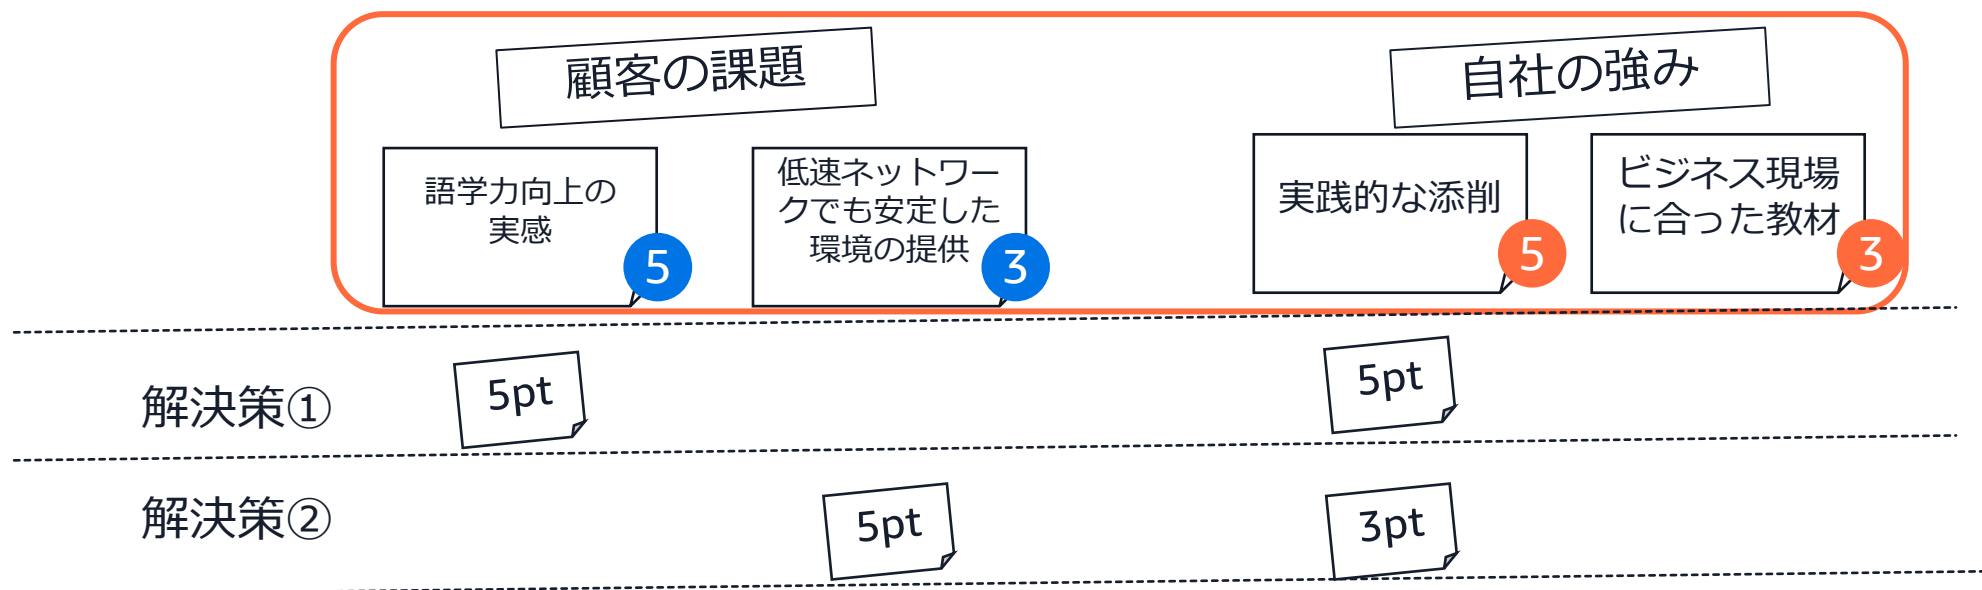 顧客の課題
自社の強み
語学力向上の
実感
5
低速ネットワー
クでも安定した
環境の提供
3
実践的な添削
5
ビジネス現場
に合った教材
3
解決策①
5pt
5pt
解決策②
5pt
3pt